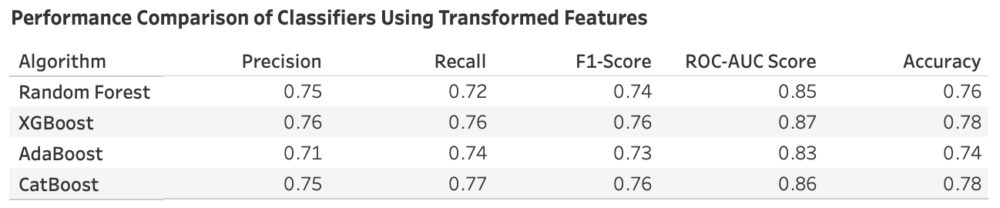 Performance Comparison of Classifiers Using Transformed Features
Algorithm Precision Recall F1-Score ROC-AUC Score Accuracy
Random Forest 0.75 0.72 0.74 0.85 0.76
XGBoost 0.76 0.76 0.76 0.87 0.78
AdaBoost 0.71 0.74 0.73 0.83 0.74
CatBoost 0.75 0.77 0.76 0.86 0.78